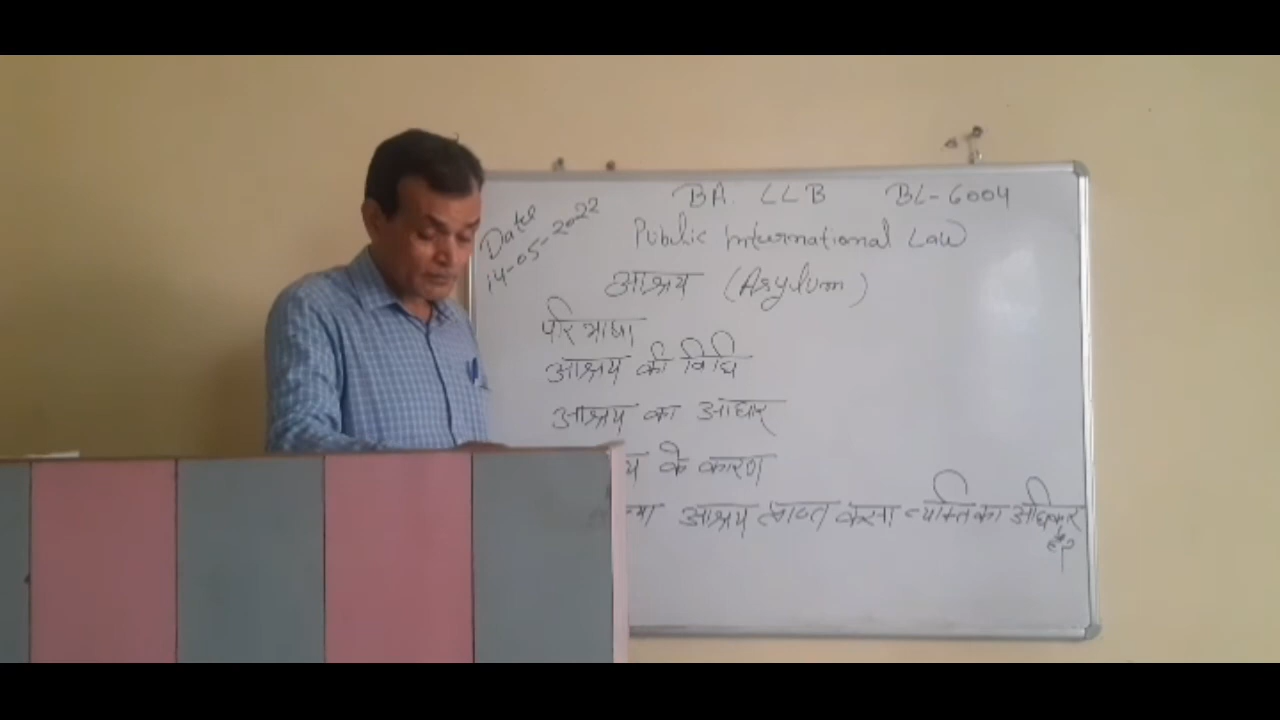 BA. LLB BL-6004
Date
14-05-2022
Public International Law
आश्रय (Asylum)
परिभाषा
आश्रय की विधि
आश्रय का आधार
य के कारण
क्या आश्रय करना व्यक्ति का अधिकार
है?